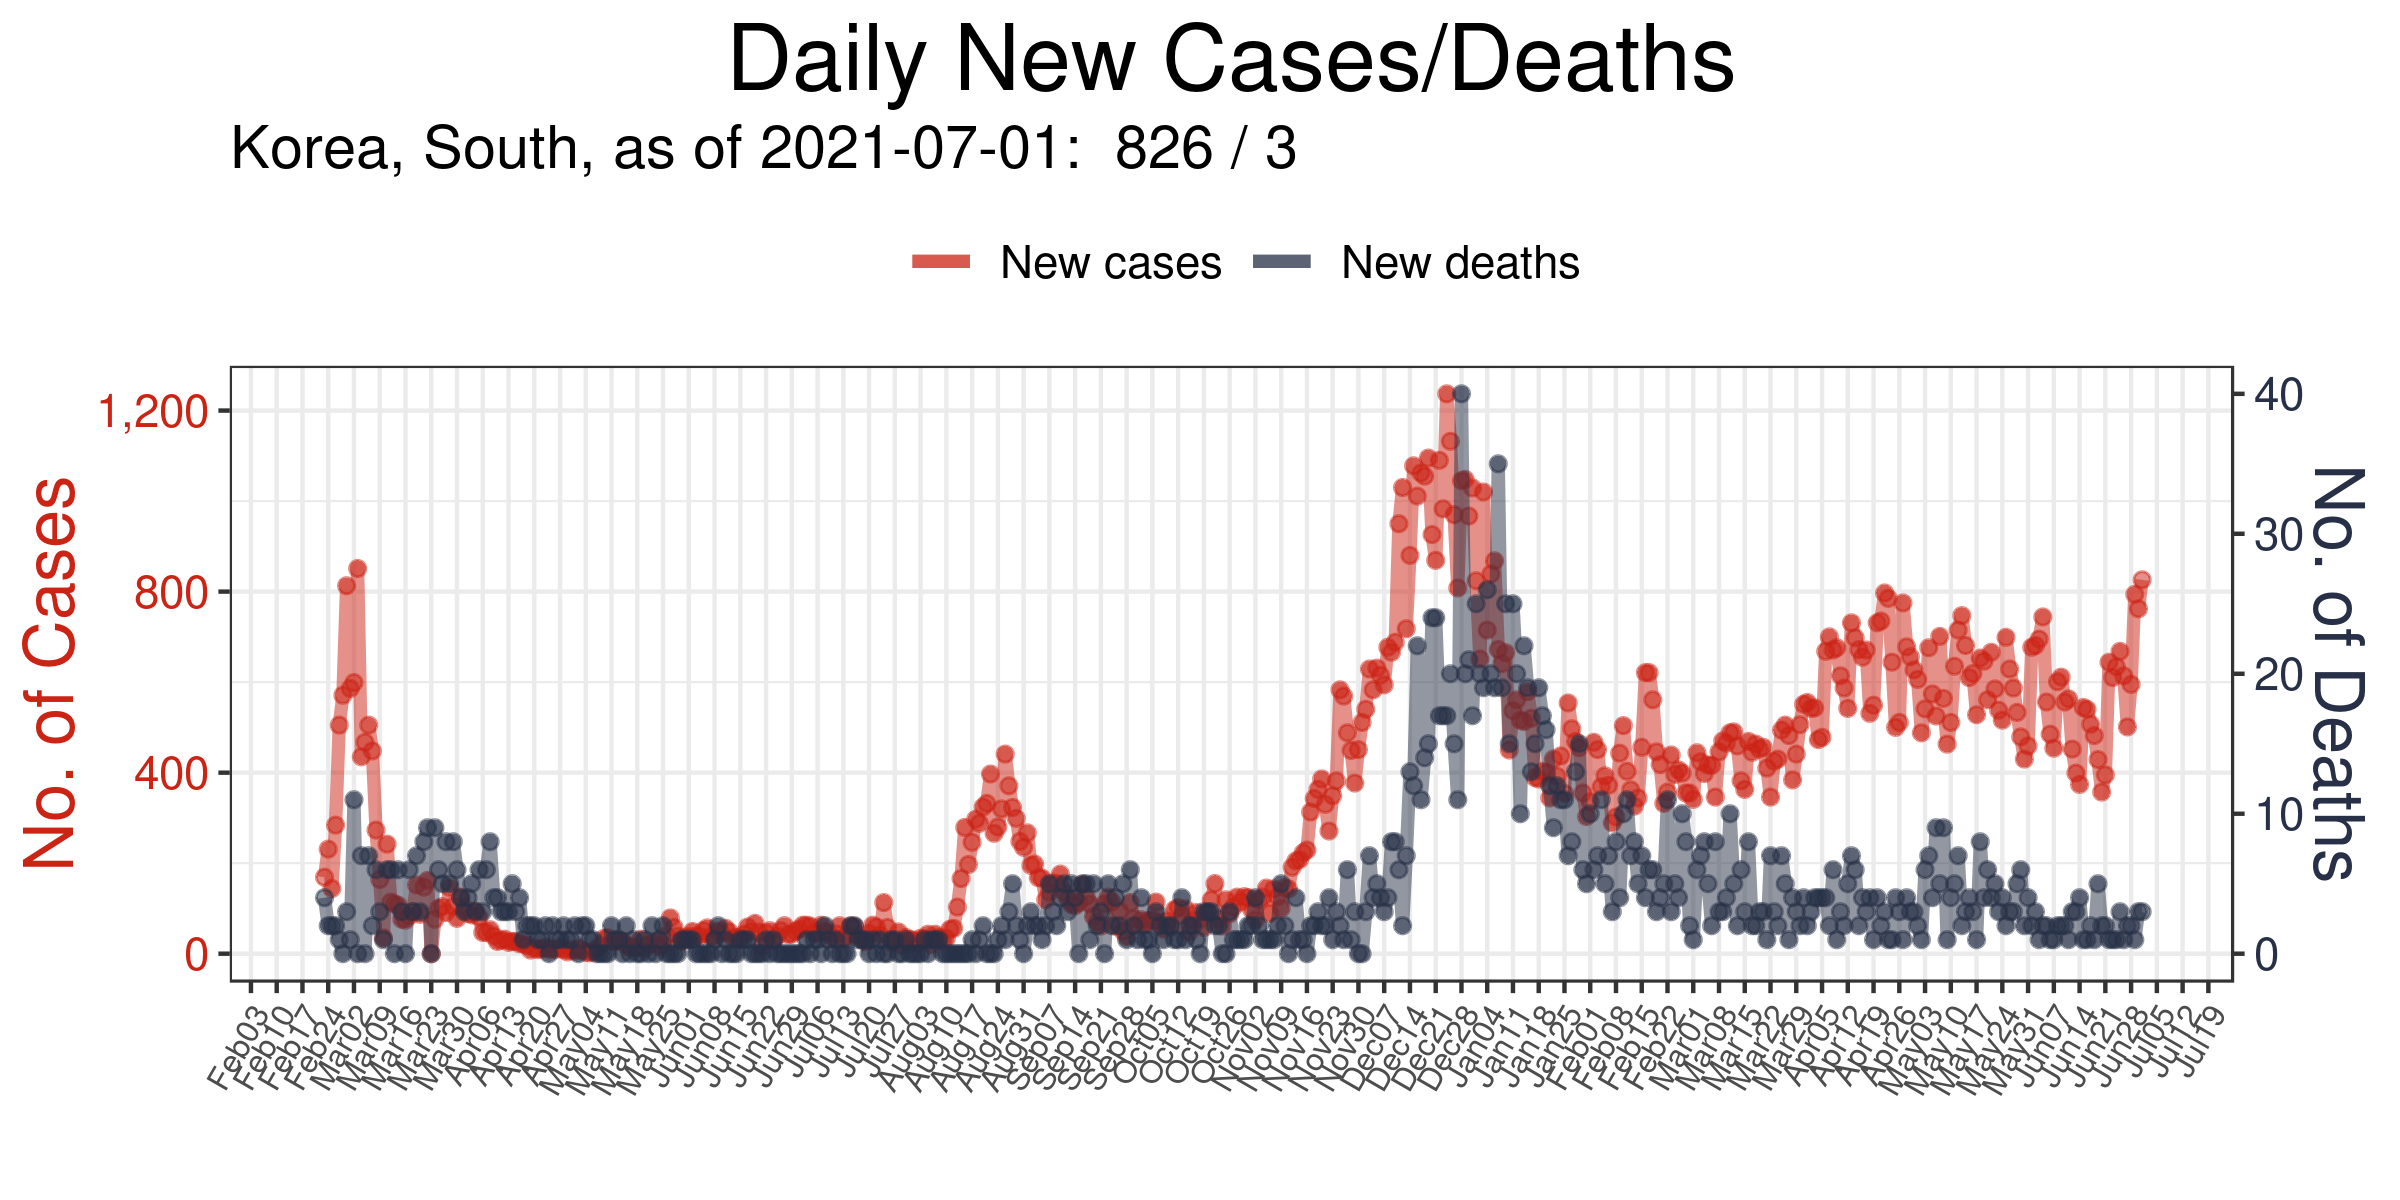 Daily New Cases/Deaths
Korea, South, as of 2021-07-01:  826 / 3
New cases New deaths
No. of Cases
1,200
800
400
0
40
30
20
10
0
No. of Deaths
Feb03 Feb10 Feb17 Feb24 Mar02 Mar09 Mar16 Mar23 Mar30 Apr06 Apr13 Apr20 Apr27 May04 May11 May18 May25 Jun01 Jun08 Jun15 Jun22 Jun29 Jul06 Jul13 Jul20 Jul27 Aug03 Aug10 Aug17 Aug24 Aug31 Sep07 Sep14 Sep21 Sep28 Oct05 Oct12 Oct19 Oct26 Nov02 Nov09 Nov16 Nov23 Nov30 Dec07 Dec14 Dec21 Dec28 Jan04 Jan11 Jan18 Jan25 Feb01 Feb08 Feb15 Feb22 Mar01 Mar08 Mar15 Mar22 Mar29 Apr05 Apr12 Apr19 Apr26 May03 May10 May17 May24 May31 Jun07 Jun14 Jun21 Jun28 Jul05 Jul12 Jul19